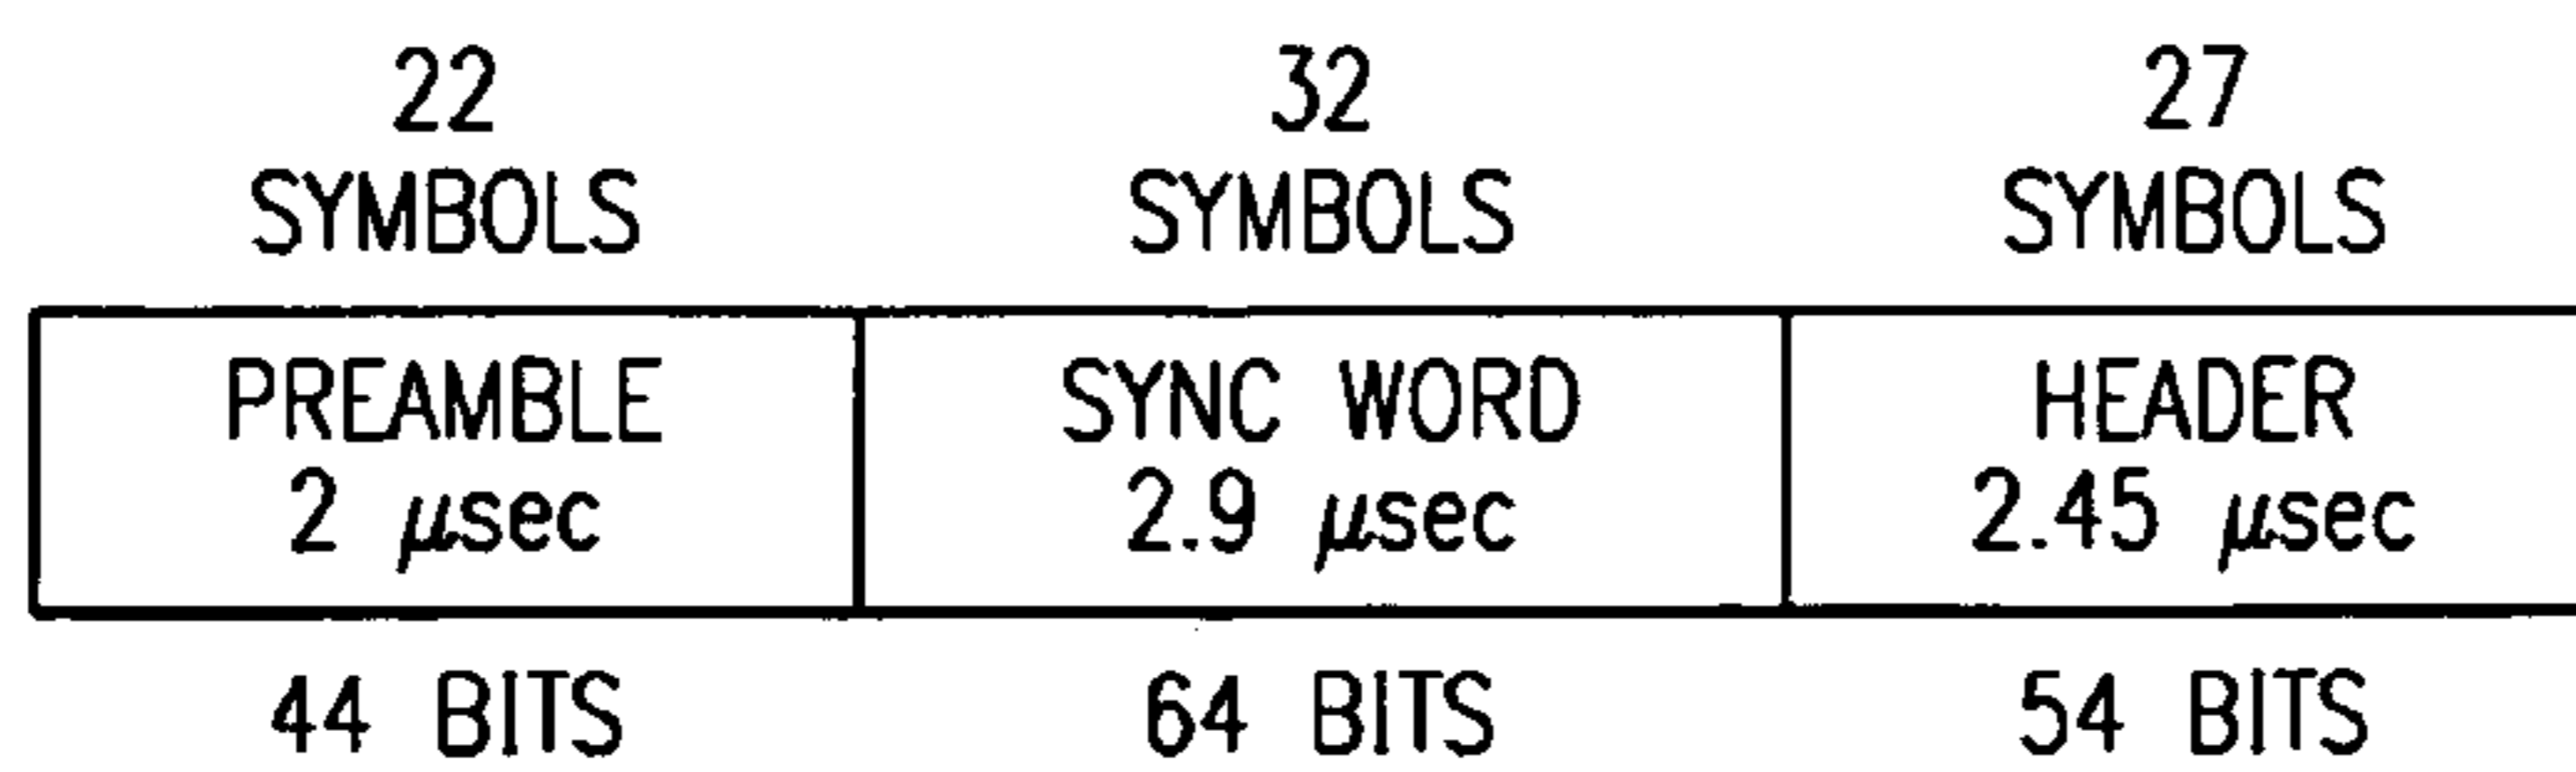 22 32 27
SYMBOLS SYMBOLS SYMBOLS
PREAMBLE SYNC WORD HEADER
2 μsec 2.9 μsec 2.45 μsec
44 BITS 64 BITS 54 BITS